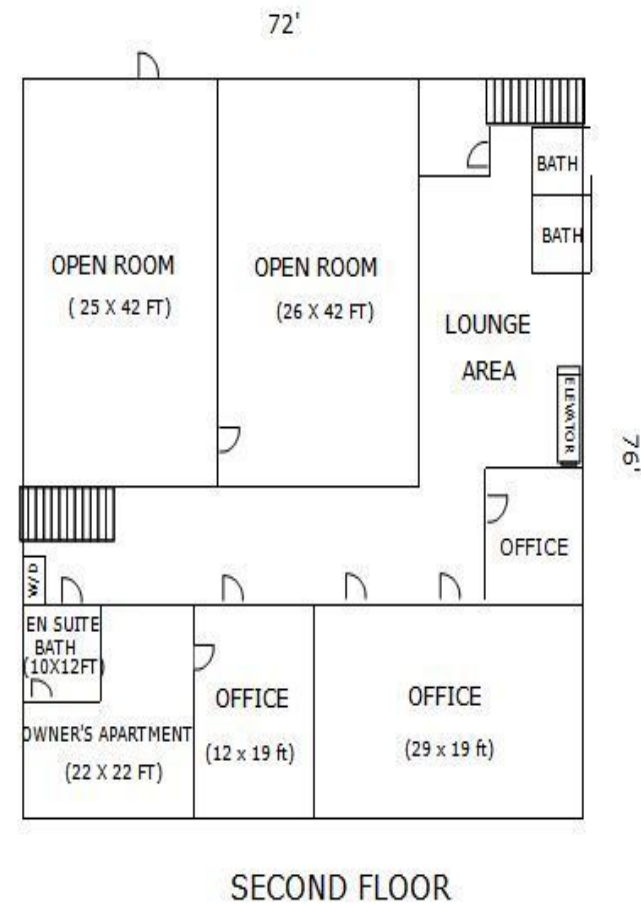 72'
BATH
BATH
OPEN ROOM
( 25 X 42 FT)
OPEN ROOM
(26 X 42 FT)
LOUNGE
AREA
ELEVATOR
76'
OFFICE
W/D
EN SUITE
BATH
(10X12FT)
OWNER'S APARTMENT
(22 X 22 FT)
OFFICE
(12 x 19 ft)
OFFICE
(29 x 19 ft)
SECOND FLOOR